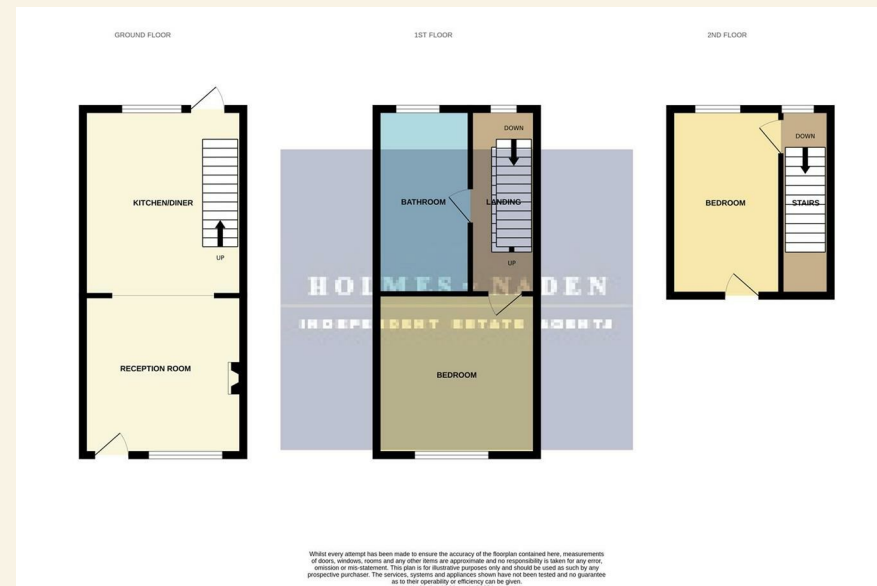 GROUND FLOOR
1ST FLOOR
2ND FLOOR
DOWN
DOWN
KITCHEN/DINER
BATHROOM
LANDING
BEDROOM
STAIRS
UP
UP
HOLMES - NADEN
INDEPENDENT ESTATE AGENTS
RECEPTION ROOM
BEDROOM
Whilst every attempt has been made to ensure the accuracy of the floorplan contained here, measurements
of doors, windows, rooms and any other items are approximate and no responsibility is taken for any error,
omission or mis-statement. This plan is for illustrative purposes only and should be used as such by any
prospective purchaser. The services, systems and appliances shown have not been tested and no guarantee
as to their operability or efficiency can be given.